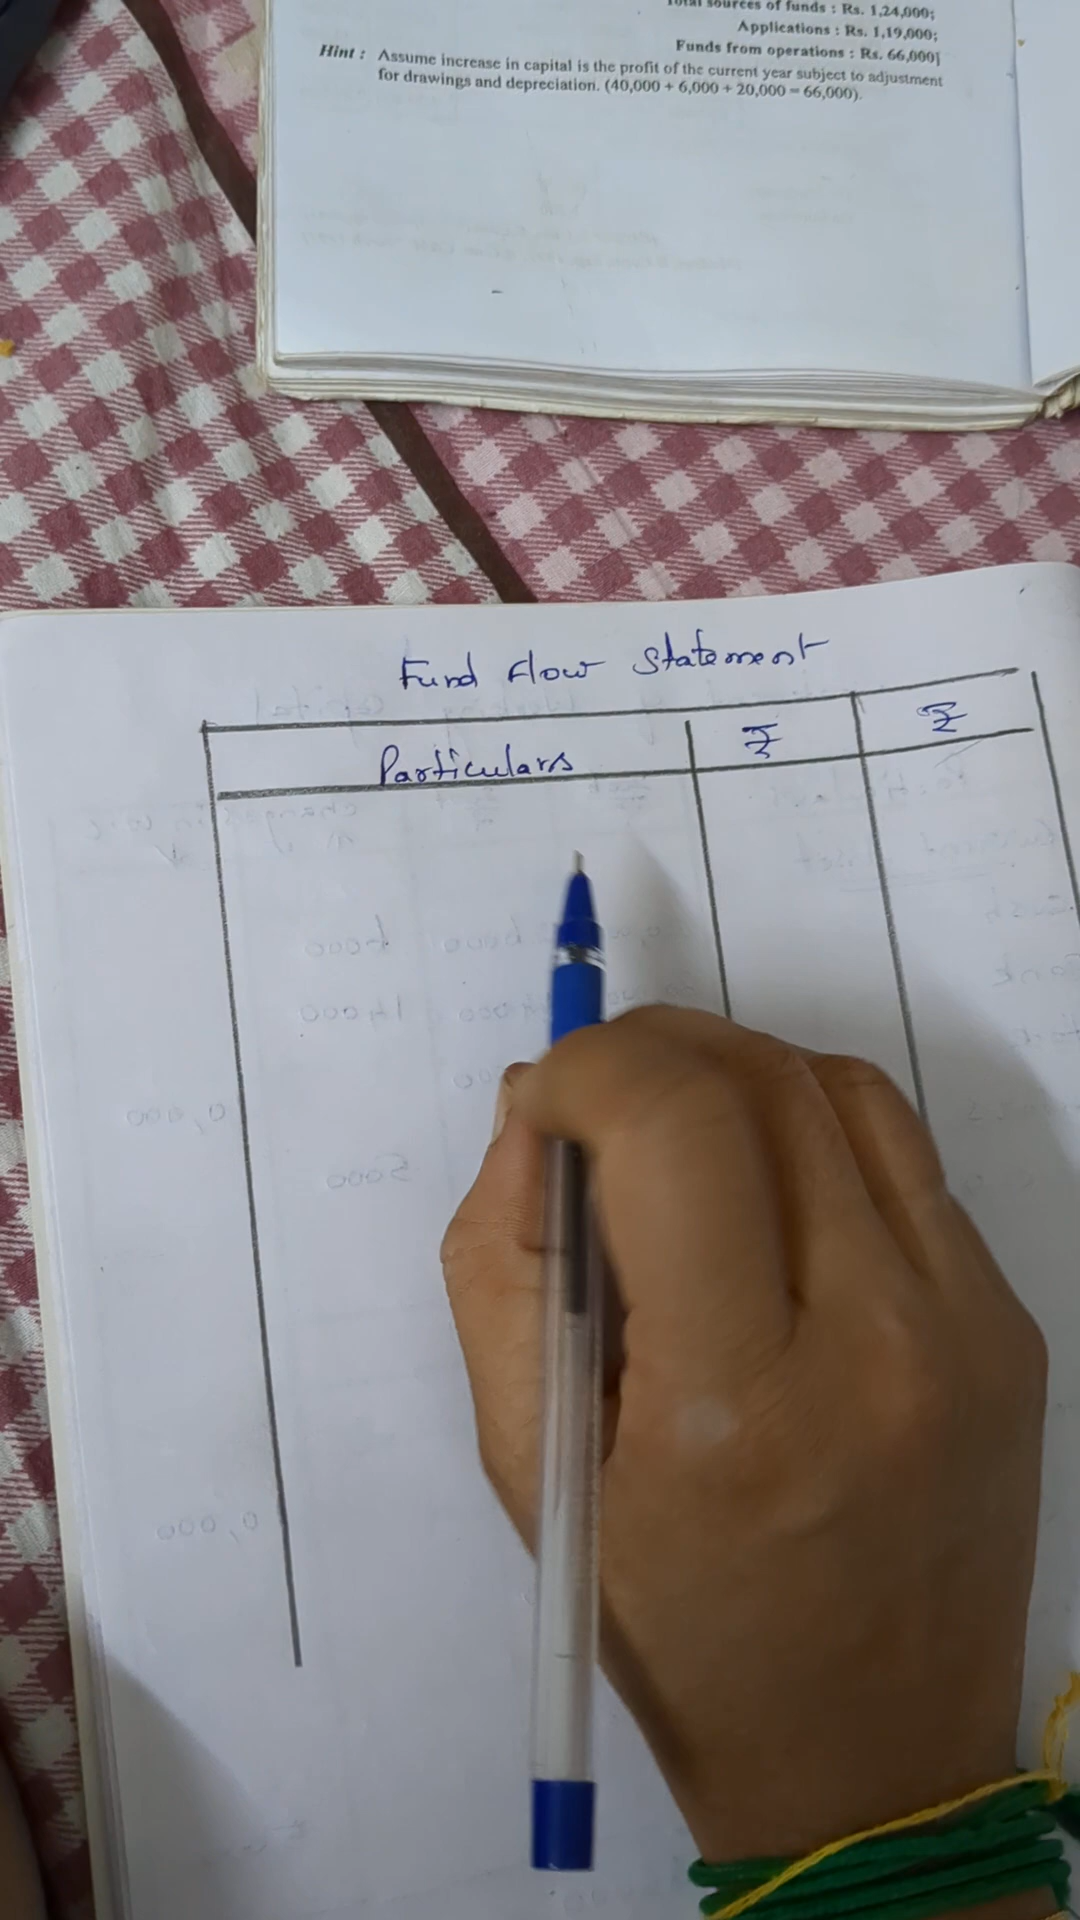 Total sources of funds : Rs. 1,24,000;
Applications : Rs. 1,19,000;
Funds from operations : Rs. 66,000]
Hint : Assume increase in capital is the profit of the current year subject to adjustment
for drawings and depreciation. (40,000 + 6,000 + 20,000 = 66,000).
Fund Flow Statement
Particulars ₹ ₹